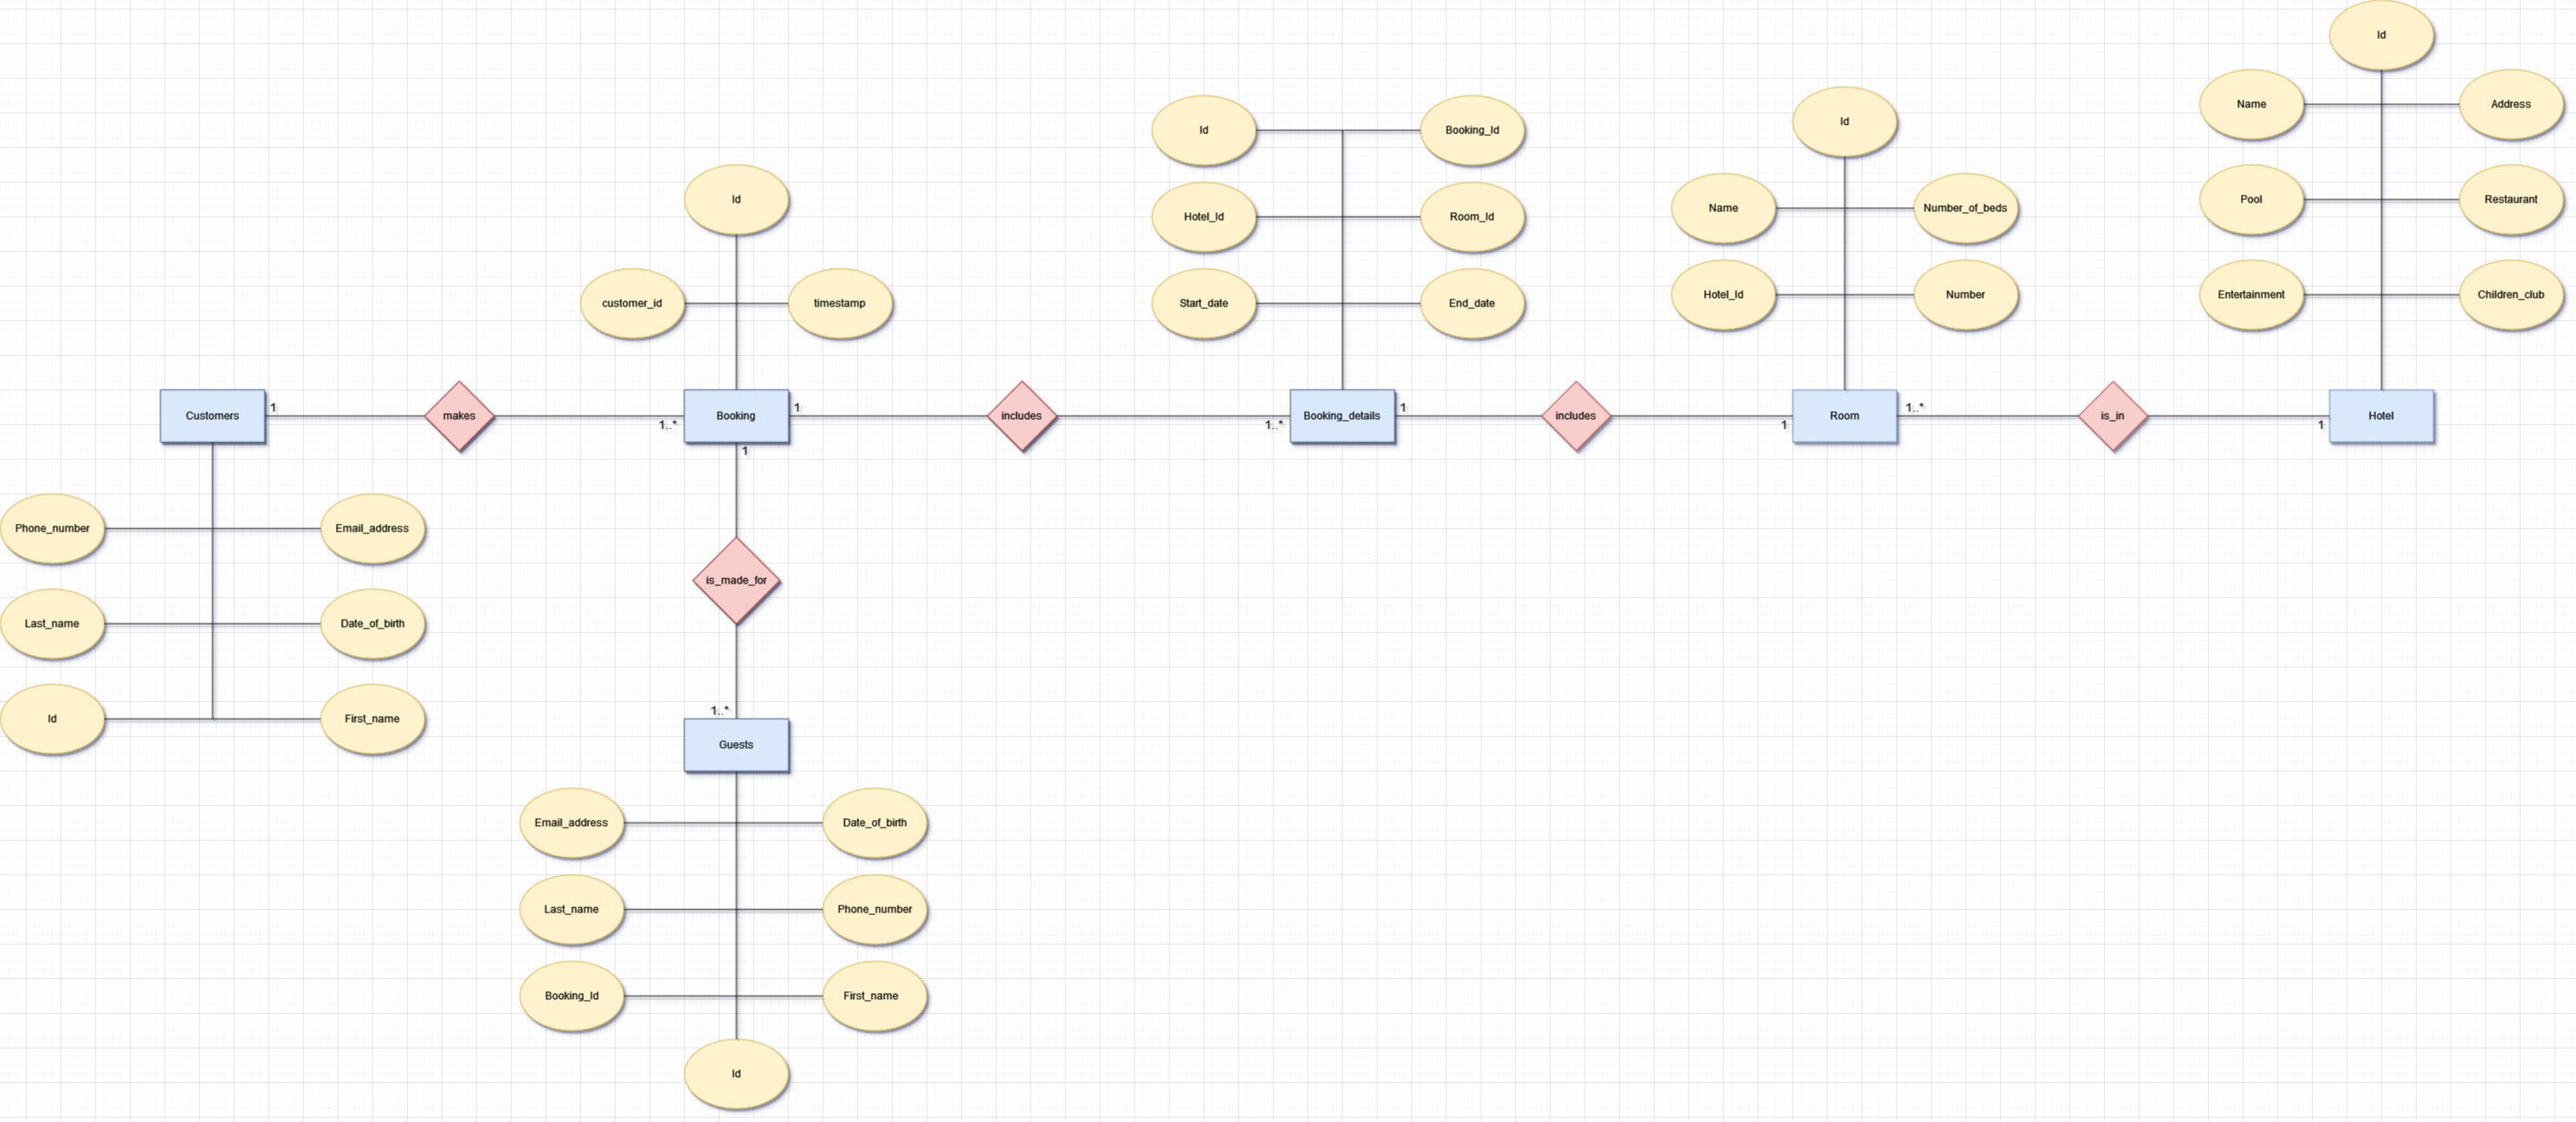 Id
Name
Address
Id
Booking_Id
Id
Id
Pool
Restaurant
Name
Number_of_beds
Hotel_Id
Room_Id
Entertainment
Children_club
Hotel_Id
Number
customer_id
timestamp
Start_date
End_date
Customers
1
makes
1..*
Booking
1
includes
1..*
Booking_details
1
includes
1
Room
1..*
is_in
1
Hotel
1
Phone_number
Email_address
is_made_for
Last_name
Date_of_birth
1..*
Id
First_name
Guests
Email_address
Date_of_birth
Last_name
Phone_number
Booking_Id
First_name
Id